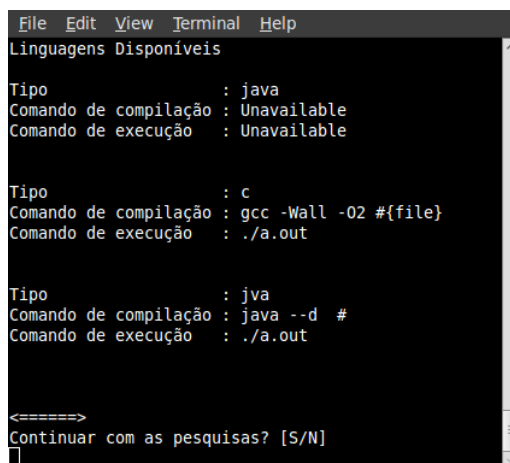 File Edit View Terminal Help
Linguagens Disponíveis
Tipo : java
Comando de compilação : Unavailable
Comando de execução : Unavailable
Tipo : c
Comando de compilação : gcc -Wall -O2 #{file}
Comando de execução : ./a.out
Tipo : jva
Comando de compilação : java --d #
Comando de execução : ./a.out
<======>
Continuar com as pesquisas? [S/N]